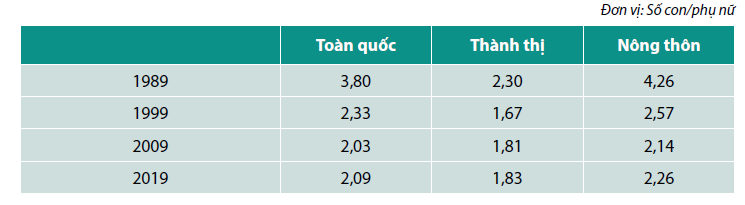 Đơn vị: Số con/phụ nữ
Toàn quốc Thành thị Nông thôn
1989 3,80 2,30 4,26
1999 2,33 1,67 2,57
2009 2,03 1,81 2,14
2019 2,09 1,83 2,26